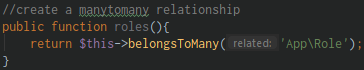 //create a manytomany relationship
public function roles(){
return $this->belongsToMany( related: 'App\Role');
}